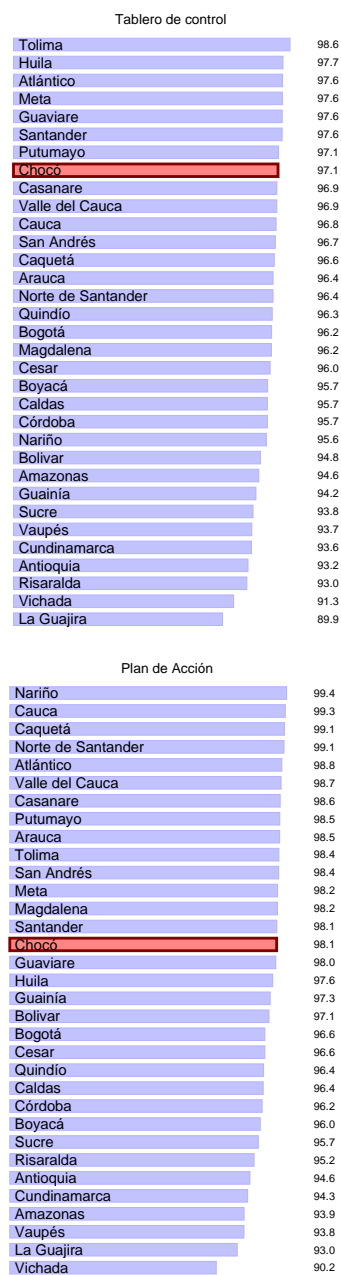 Tablero de control
Tolima 98.6
Huila 97.7
Atlántico 97.6
Meta 97.6
Guaviare 97.6
Santander 97.6
Putumayo 97.1
Chocó 97.1
Casanare 96.9
Valle del Cauca 96.9
Cauca 96.8
San Andrés 96.7
Caquetá 96.6
Arauca 96.4
Norte de Santander 96.4
Quindío 96.3
Bogotá 96.2
Magdalena 96.2
Cesar 96.0
Boyacá 95.7
Caldas 95.7
Córdoba 95.7
Nariño 95.6
Bolivar 94.8
Amazonas 94.6
Guainía 94.2
Sucre 93.8
Vaupés 93.7
Cundinamarca 93.6
Antioquia 93.2
Risaralda 93.0
Vichada 91.3
La Guajira 89.9
Plan de Acción
Nariño 99.4
Cauca 99.3
Caquetá 99.1
Norte de Santander 99.1
Atlántico 98.8
Valle del Cauca 98.7
Casanare 98.6
Putumayo 98.5
Arauca 98.5
Tolima 98.4
San Andrés 98.4
Meta 98.2
Magdalena 98.2
Santander 98.1
Chocó 98.1
Guaviare 98.0
Huila 97.6
Guainía 97.3
Bolivar 97.1
Bogotá 96.6
Cesar 96.6
Quindío 96.4
Caldas 96.4
Córdoba 96.2
Boyacá 96.0
Sucre 95.7
Risaralda 95.2
Antioquia 94.6
Cundinamarca 94.3
Amazonas 93.9
Vaupés 93.8
La Guajira 93.0
Vichada 90.2